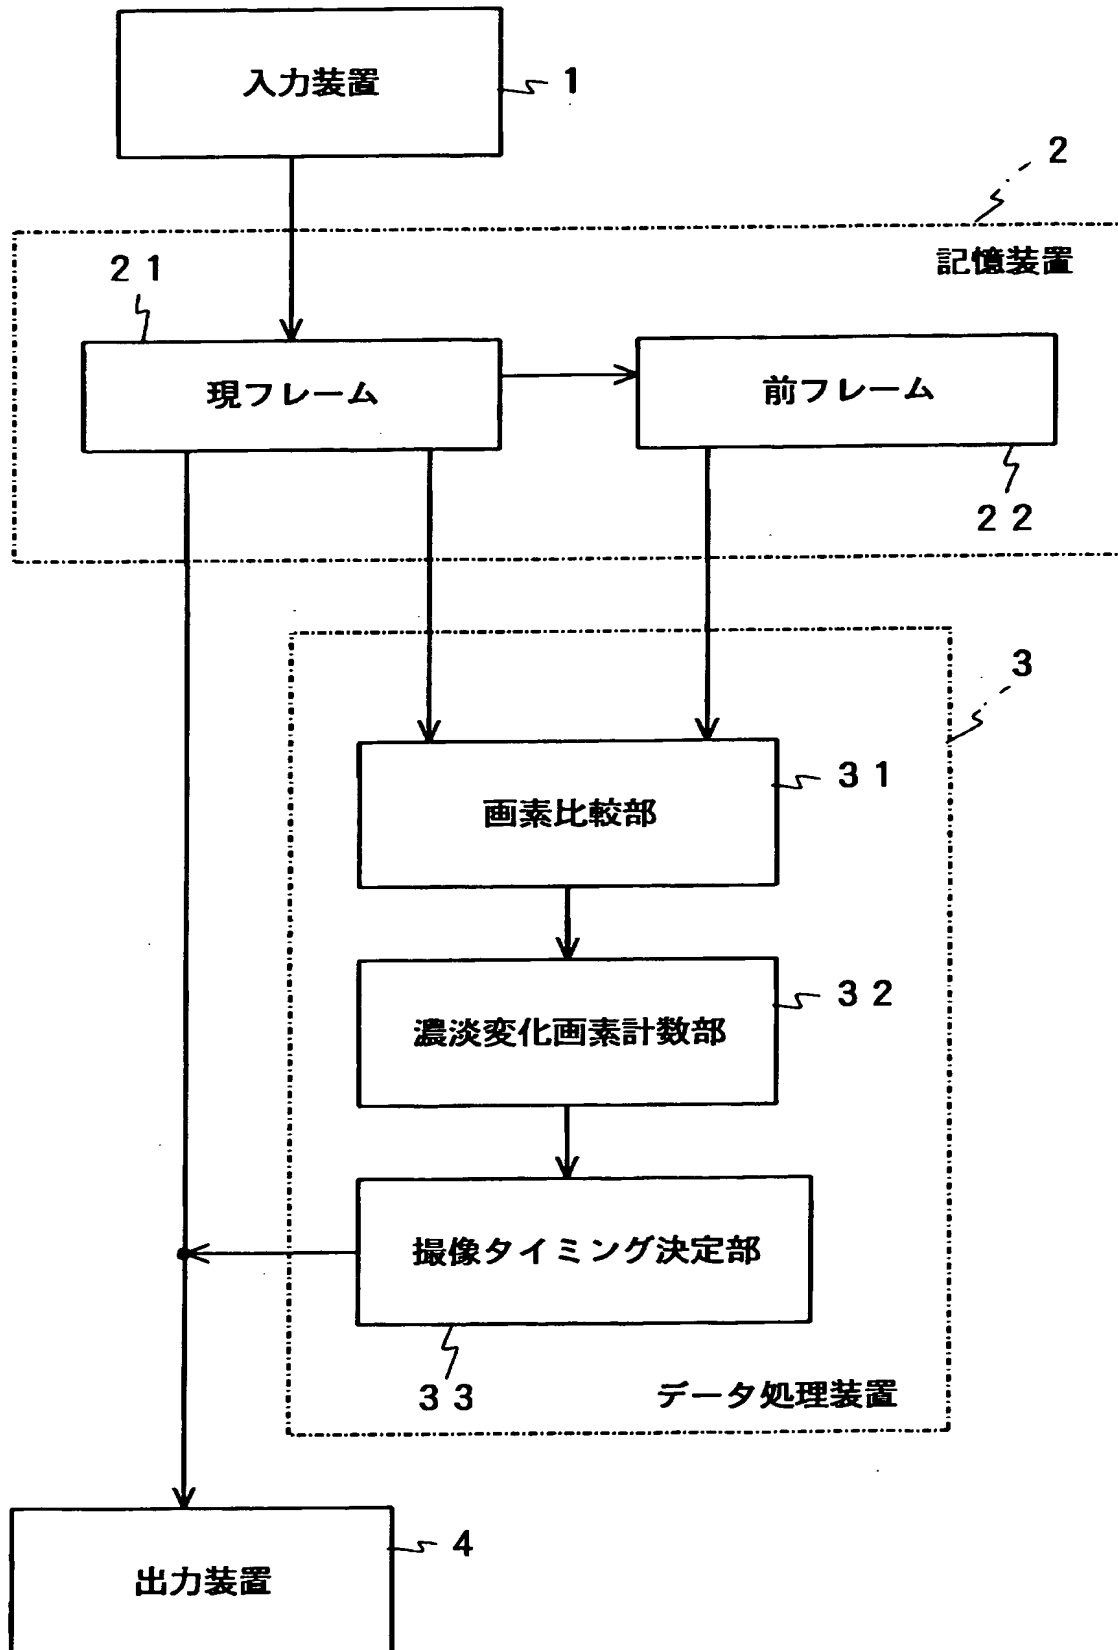 入力装置
1
2
記憶装置
21
現フレーム
前フレーム
22
3
画素比較部
31
濃淡変化画素計数部
32
撮像タイミング決定部
33
データ処理装置
出力装置
4